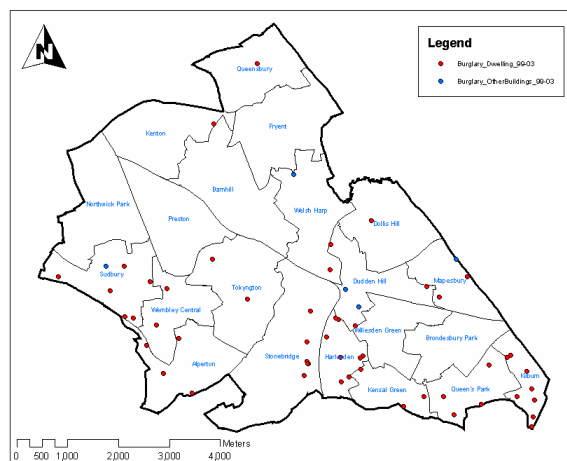 N
Legend
Burglary_Dwelling_99-03
Burglary_OtherBuildings_99-03
Queensbury
Kenton
Fryent
Barnhill
Northwick Park
Welsh Harp
Preston
Dollis Hill
Sudbury
Dudden Hill
Mapesbury
Tokyngton
Wembley Central
Willesden Green
Brondesbury Park
Stonebridge
Harlesden
Alperton
Kensal Green
Queen's Park
Kilburn
Meters
0 500 1,000 2,000 3,000 4,000